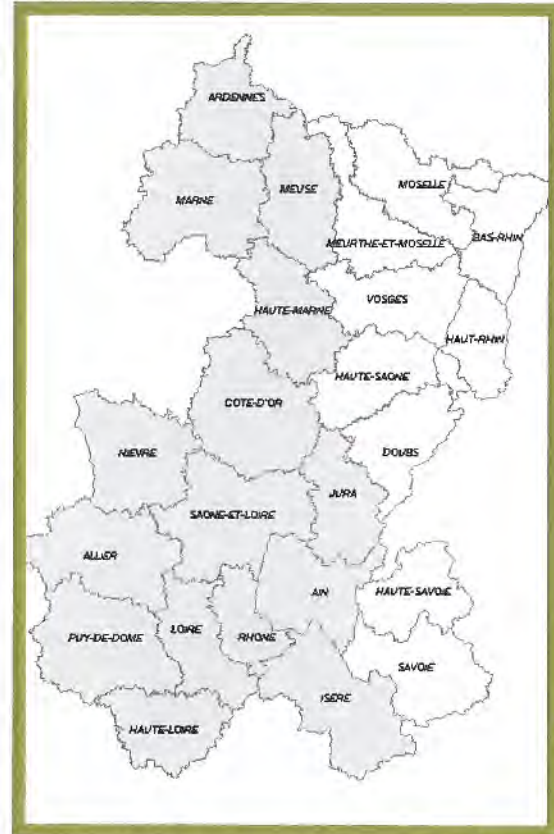 ARDENNES
MOSELLE
MEUSE
MARNE
BAS-RHIN
MEURTHE-ET-MOSELLE
VOSGES
HAUTE-MARNE
HAUT-RHIN
HAUTE-SAONE
COTE-D'OR
NIEVRE
DOUBS
JURA
SAONE-ET-LOIRE
ALLIER
AIN
HAUTE-SAVOIE
LOIRE
PUY-DE-DOME
RHONE
SAVOIE
ISERE
HAUTE-LOIRE